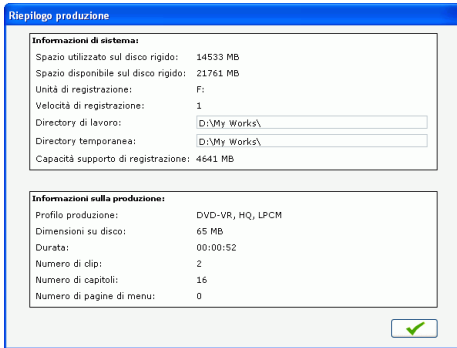 Riepilogo produzione
Informazioni di sistema:
Spazio utilizzato sul disco rigido: 14533 MB
Spazio disponibile sul disco rigido: 21761 MB
Unità di registrazione: F:
Velocità di registrazione: 1
Directory di lavoro: D:\My Works\
Directory temporanea: D:\My Works\
Capacità supporto di registrazione: 4641 MB
Informazioni sulla produzione:
Profilo produzione: DVD-VR, HQ, LPCM
Dimensioni su disco: 65 MB
Durata: 00:00:52
Numero di clip: 2
Numero di capitoli: 16
Numero di pagine di menu: 0